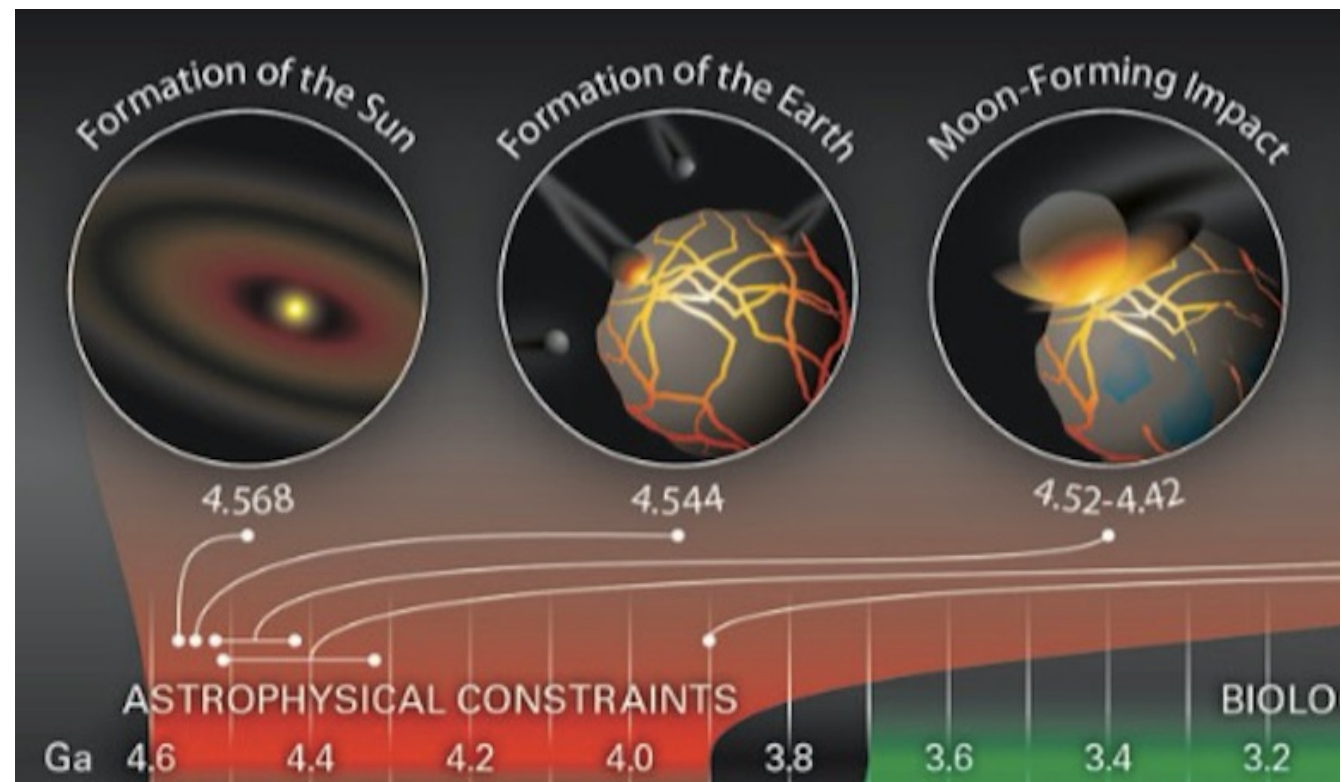 Formation of the Sun
Formation of the Earth
Moon-Forming Impact
4.568
4.544
4.52-4.42
ASTROPHYSICAL CONSTRAINTS
BIOLO
Ga 4.6 4.4 4.2 4.0 3.8 3.6 3.4 3.2